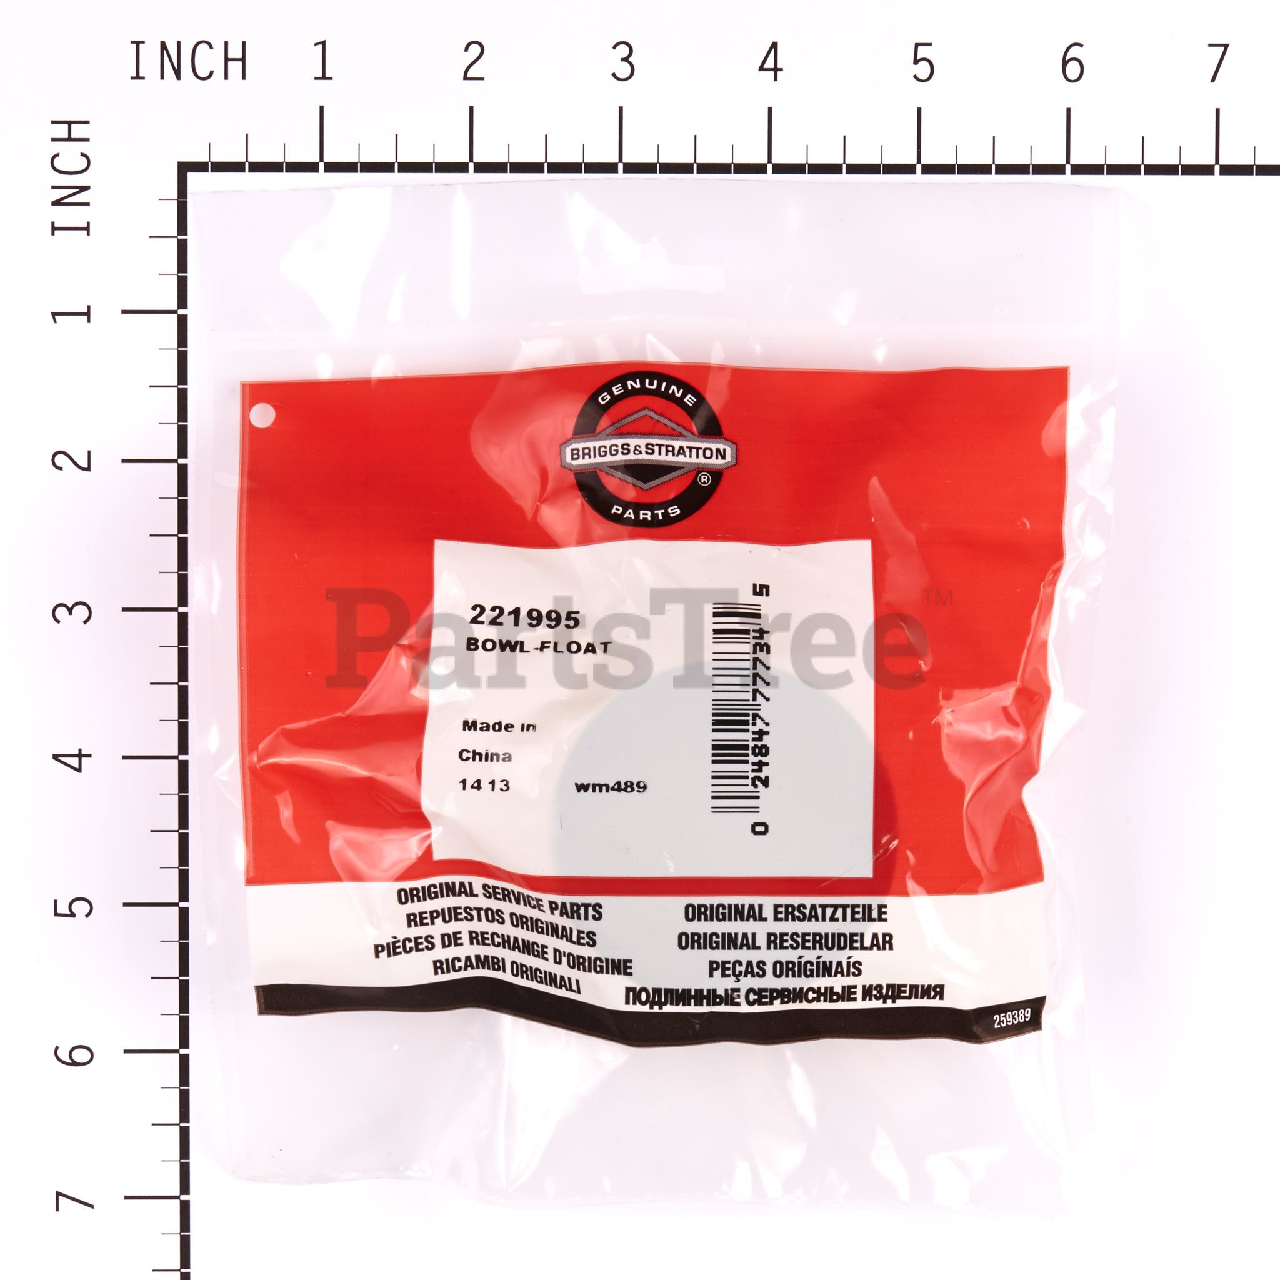 INCH 1 2 3 4 5 6 7
INCH 1 2 3 4 5 6 7
GENUINE
BRIGGS&STRATTON
®
PARTS
PartsTree™
221995
BOWL-FLOAT
Made in
China
14 13 wm489
0 24847 77734 5
ORIGINAL SERVICE PARTS
REPUESTOS ORIGINALES
PIÈCES DE RECHANGE D'ORIGINE
RICAMBI ORIGINALI
ORIGINAL ERSATZTEILE
ORIGINAL RESERUDELAR
PEÇAS ORÍGÍNAÍS
ПОДЛИННЫЕ СЕРВИСНЫЕ ИЗДЕЛИЯ
259389